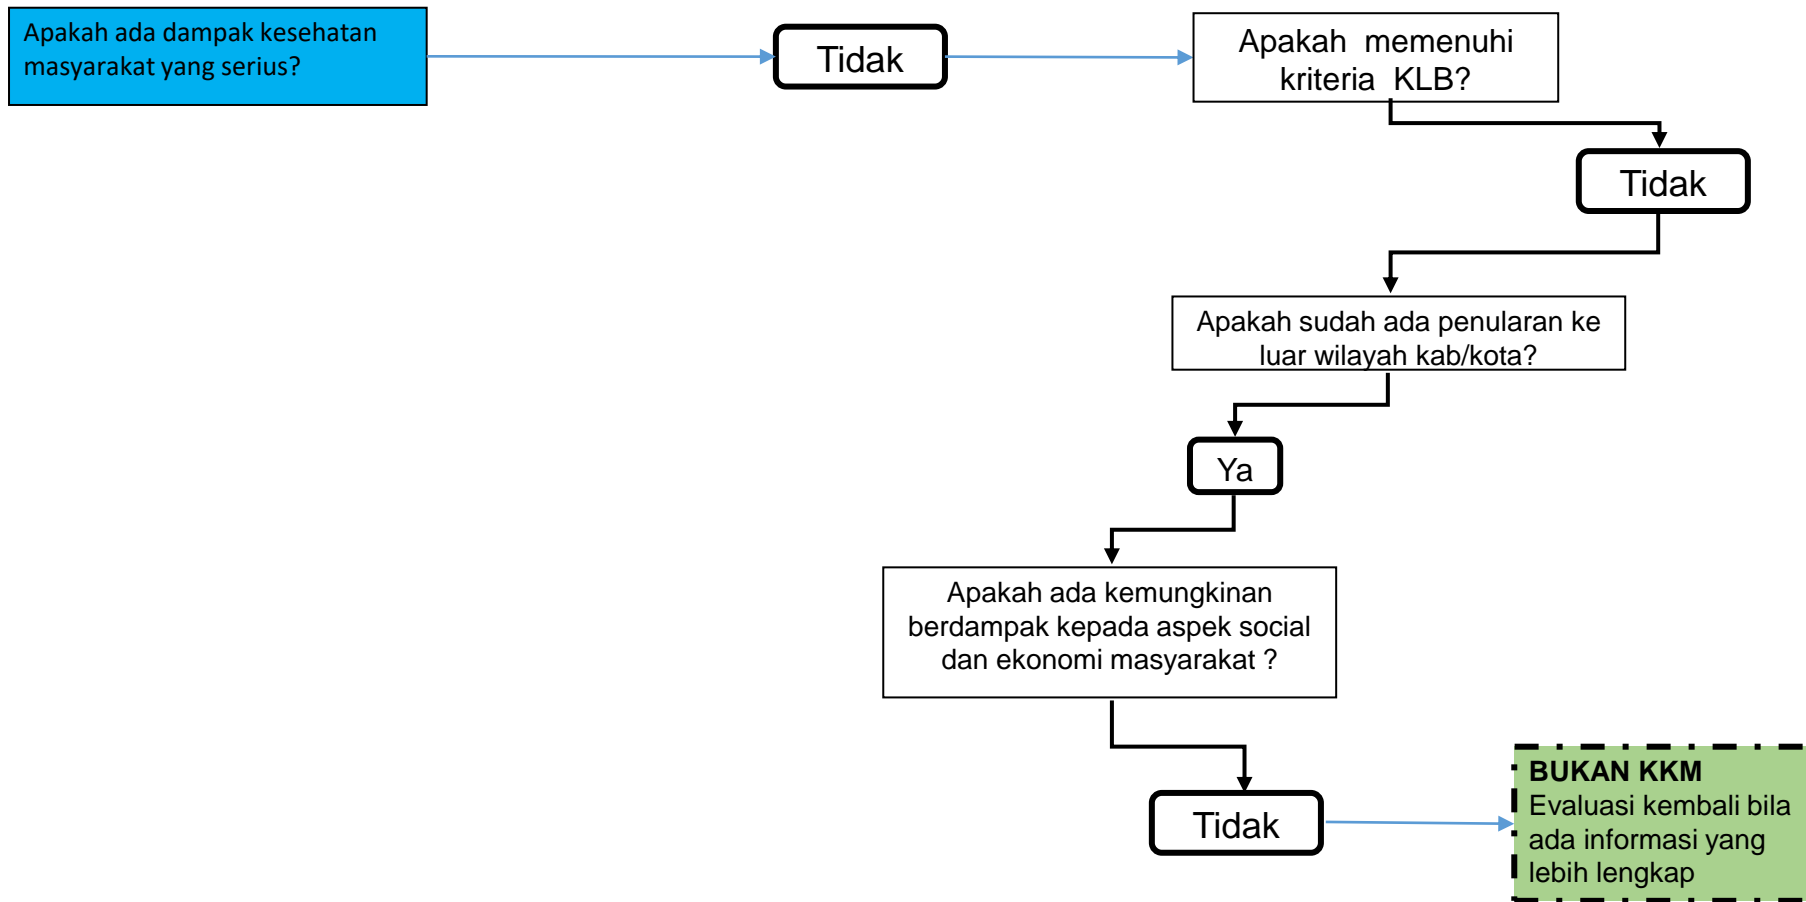 Apakah ada dampak kesehatan
masyarakat yang serius?
Tidak
Apakah memenuhi
kriteria KLB?
Tidak
Apakah sudah ada penularan ke
luar wilayah kab/kota?
Ya
Apakah ada kemungkinan
berdampak kepada aspek social
dan ekonomi masyarakat ?
Tidak
BUKAN KKM
Evaluasi kembali bila
ada informasi yang
lebih lengkap